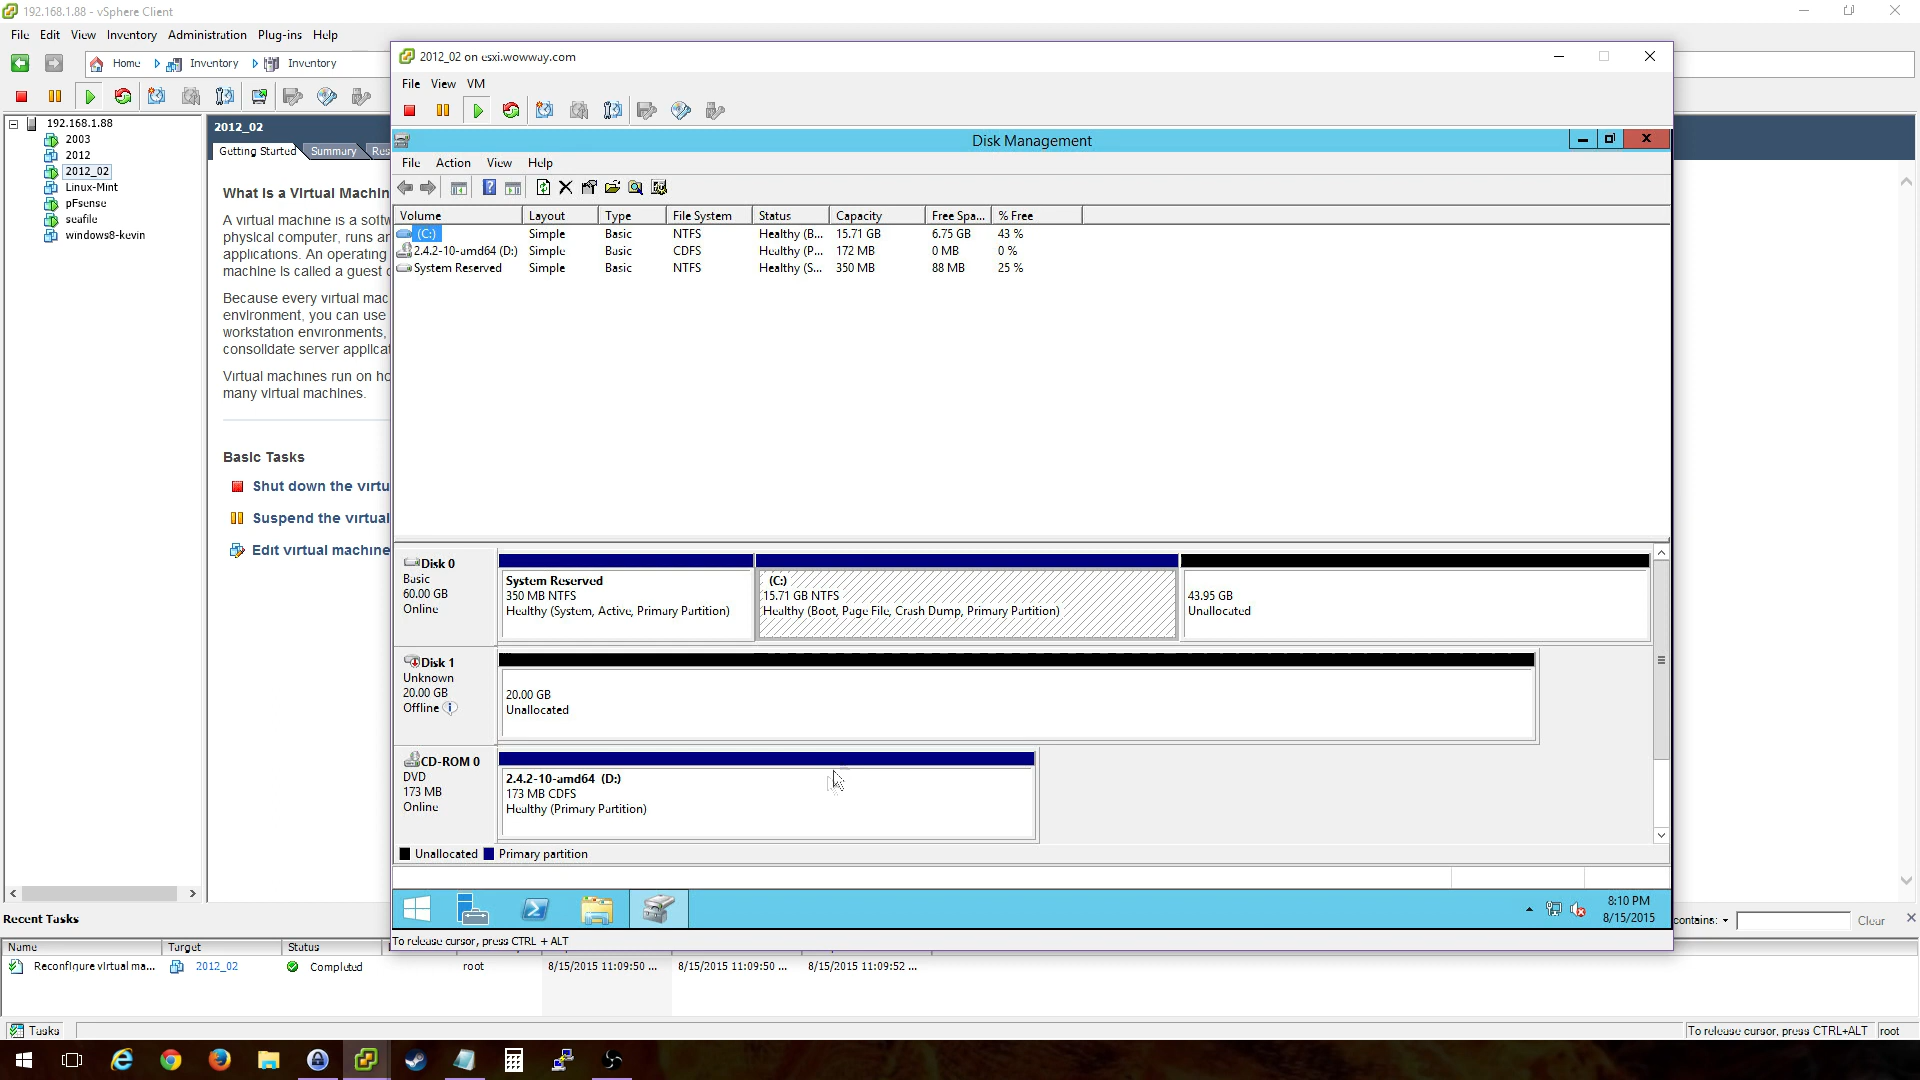 192.168.1.88 - vSphere Client
File Edit View Inventory Administration Plug-ins Help
Home Inventory Inventory
192.168.1.88
2003
2012
2012_02
Linux-Mint
pFsense
seafile
windows8-kevin
2012_02
Getting Started Summary Res
What is a Virtual Machin
A virtual machine is a softw
physical computer, runs an
applications. An operating
machine is called a guest o
Because every virtual mac
environment, you can use
workstation environments,
consolidate server applicat
Virtual machines run on ho
many virtual machines.
Basic Tasks
Shut down the virtu
Suspend the virtual
Edit virtual machine
2012_02 on esxi.wowway.com
File View VM
Disk Management
File Action View Help
Volume Layout Type File System Status Capacity Free Spa... % Free
(C:) Simple Basic NTFS Healthy (B... 15.71 GB 6.75 GB 43 %
2.4.2-10-amd64 (D:) Simple Basic CDFS Healthy (P... 172 MB 0 MB 0 %
System Reserved Simple Basic NTFS Healthy (S... 350 MB 88 MB 25 %
Disk 0
Basic
60.00 GB
Online
System Reserved
350 MB NTFS
Healthy (System, Active, Primary Partition)
(C:)
15.71 GB NTFS
Healthy (Boot, Page File, Crash Dump, Primary Partition)
43.95 GB
Unallocated
Disk 1
Unknown
20.00 GB
Offline
20.00 GB
Unallocated
CD-ROM 0
DVD
173 MB
Online
2.4.2-10-amd64 (D:)
173 MB CDFS
Healthy (Primary Partition)
Unallocated Primary partition
8:10 PM
8/15/2015
To release cursor, press CTRL + ALT
Recent Tasks
contains: Clear
Name Target Status
Reconfigure virtual ma... 2012_02 Completed root 8/15/2015 11:09:50 ... 8/15/2015 11:09:50 ... 8/15/2015 11:09:52 ...
Tasks To release cursor, press CTRL+ALT root